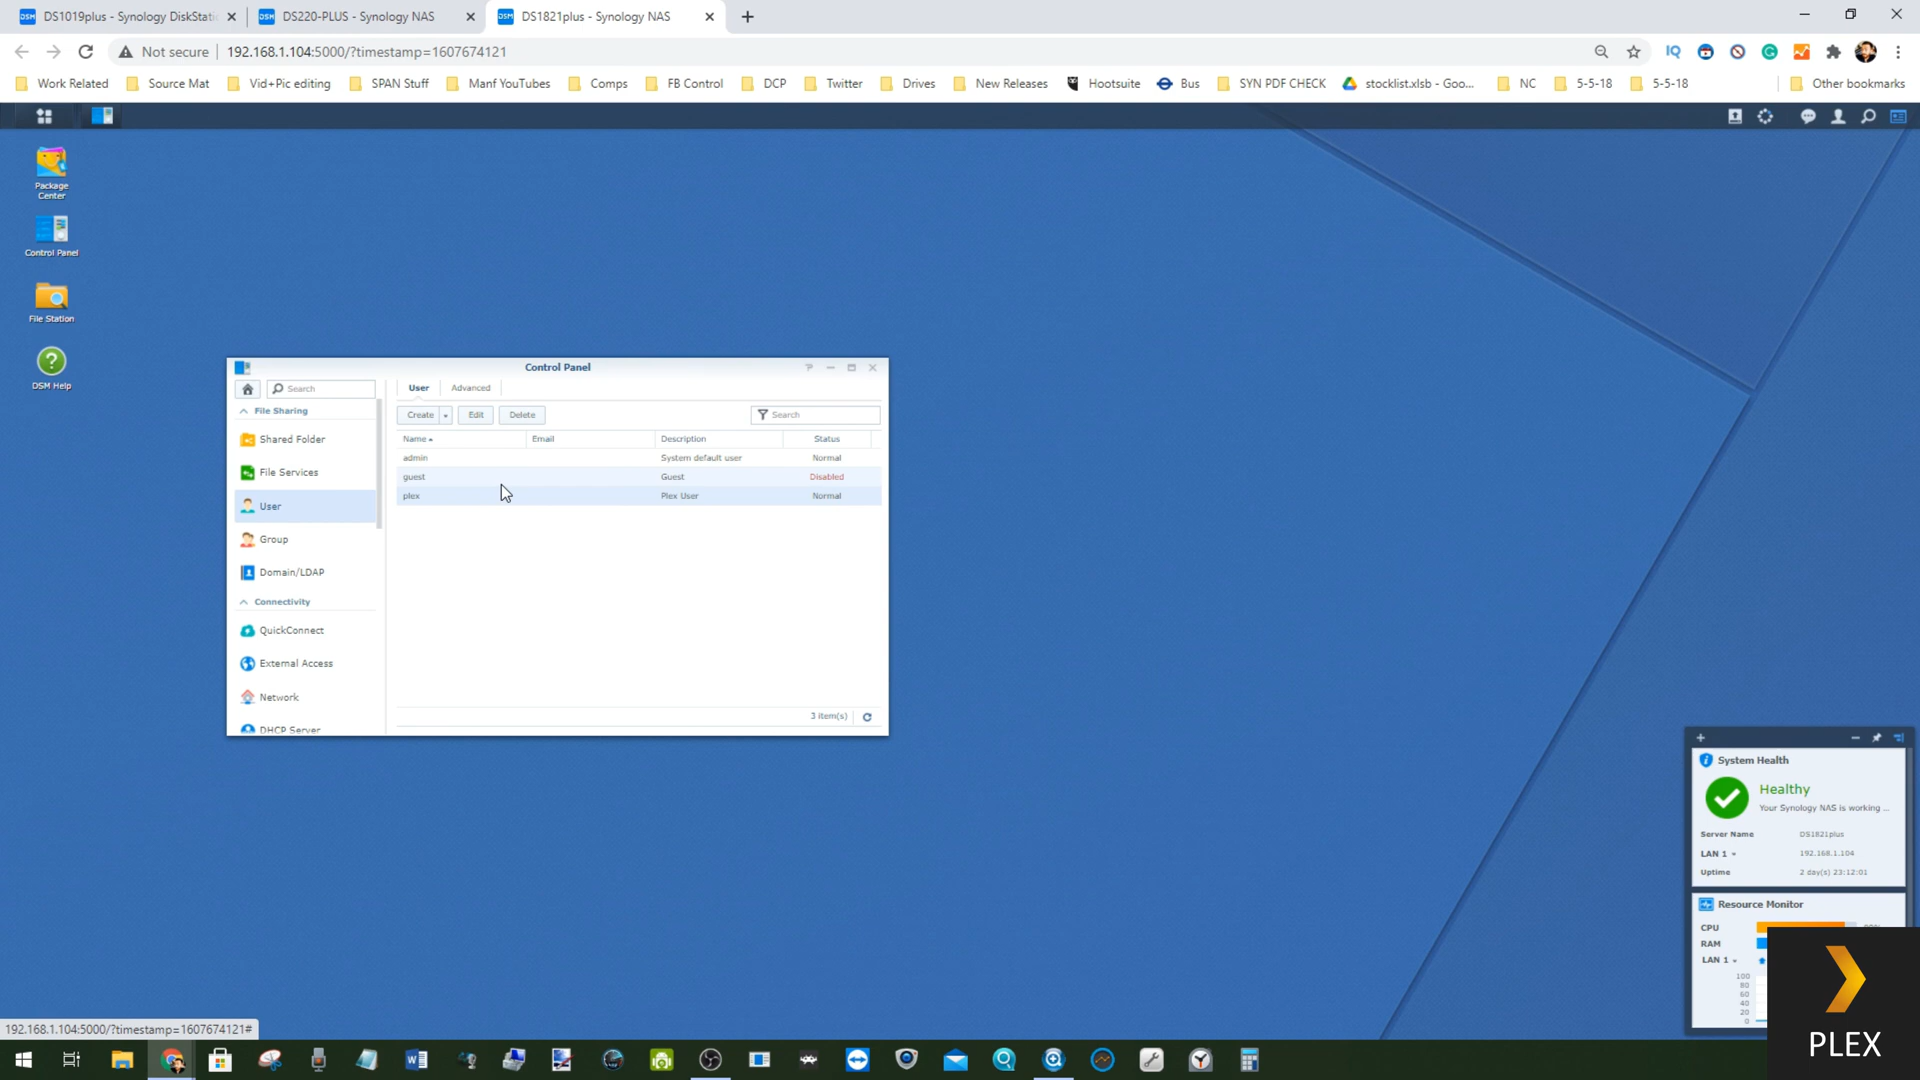 DS1019plus - Synology DiskStati
DS220-PLUS - Synology NAS
DS1821plus - Synology NAS
Not secure
192.168.1.104:5000/?timestamp=1607674121
Work Related
Source Mat
Vid+Pic editing
SPAN Stuff
Manf YouTubes
Comps
FB Control
DCP
Twitter
Drives
New Releases
Hootsuite
Bus
SYN PDF CHECK
stocklist.xlsb - Goo...
NC
5-5-18
5-5-18
Other bookmarks
Package
Center
Control Panel
File Station
DSM Help
Control Panel
Search
User
Advanced
File Sharing
Shared Folder
File Services
User
Group
Domain/LDAP
Connectivity
QuickConnect
External Access
Network
DHCP Server
Create
Edit
Delete
Search
Name
Email
Description
Status
admin
System default user
Normal
guest
Guest
Disabled
plex
Plex User
Normal
3 item(s)
System Health
Healthy
Your Synology NAS is working ...
Server Name
DS1821plus
LAN 1
192.168.1.104
Uptime
2 day(s) 23:12:01
Resource Monitor
CPU
RAM
LAN 1
100
80
60
40
20
0
PLEX
192.168.1.104:5000/?timestamp=1607674121#